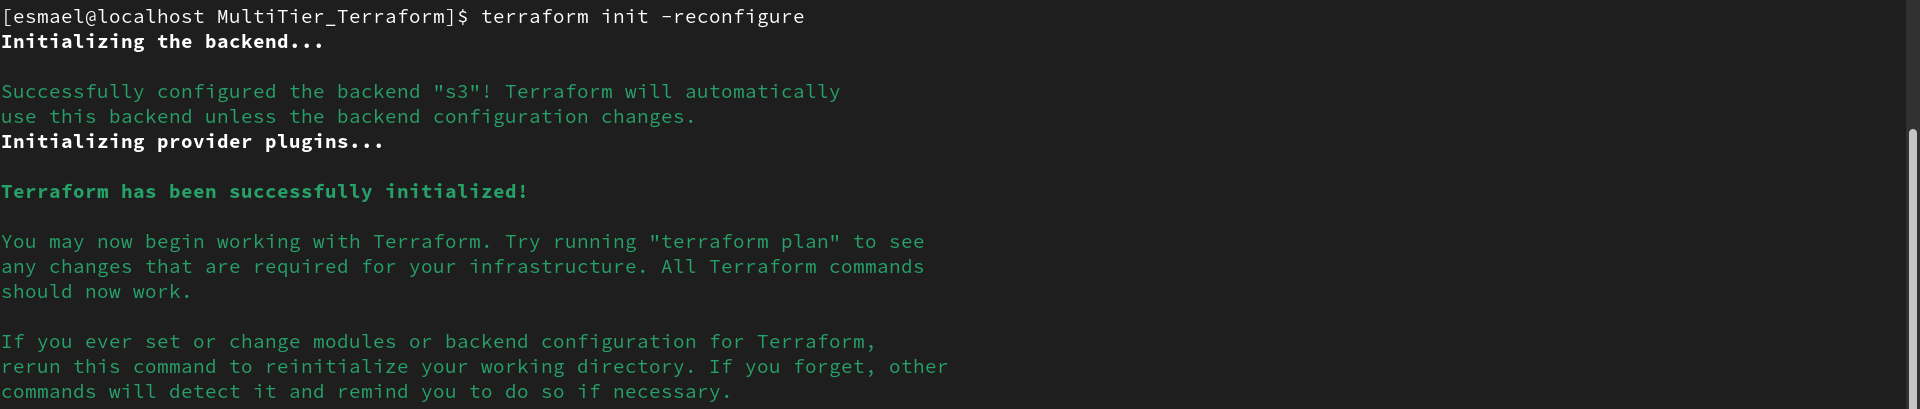 [esmael@localhost MultiTier_Terraform]$ terraform init -reconfigure
Initializing the backend...
Successfully configured the backend "s3"! Terraform will automatically
use this backend unless the backend configuration changes.
Initializing provider plugins...
Terraform has been successfully initialized!
You may now begin working with Terraform. Try running "terraform plan" to see
any changes that are required for your infrastructure. All Terraform commands
should now work.
If you ever set or change modules or backend configuration for Terraform,
rerun this command to reinitialize your working directory. If you forget, other
commands will detect it and remind you to do so if necessary.